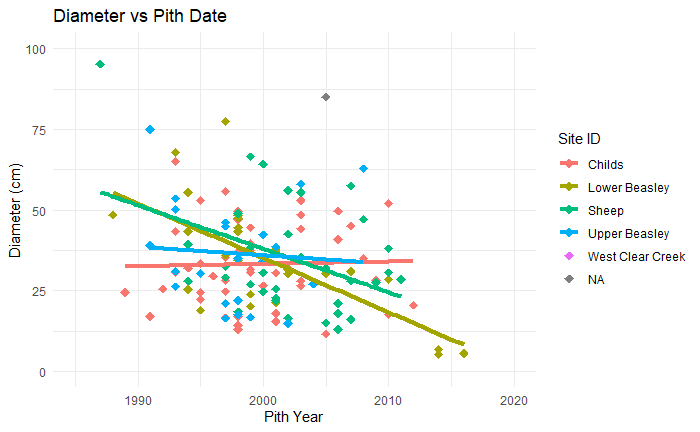 Diameter vs Pith Date
100
75
50
25
0
Diameter (cm)
1990
2000
2010
2020
Pith Year
Site ID
Childs
Lower Beasley
Sheep
Upper Beasley
West Clear Creek
NA